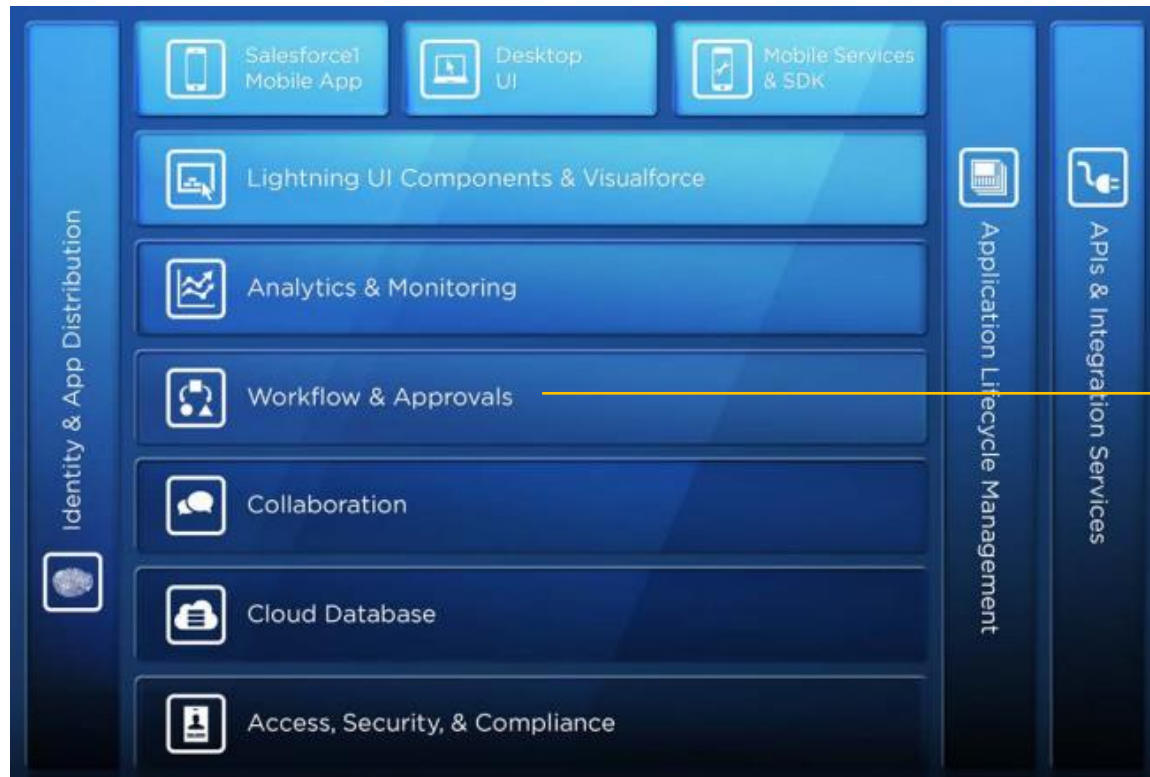 Identity & App Distribution
Salesforce1
Mobile App
Desktop
UI
Mobile Services
& SDK
Lightning UI Components & Visualforce
Analytics & Monitoring
Workflow & Approvals
Collaboration
Cloud Database
Access, Security, & Compliance
Application Lifecycle Management
APIs & Integration Services